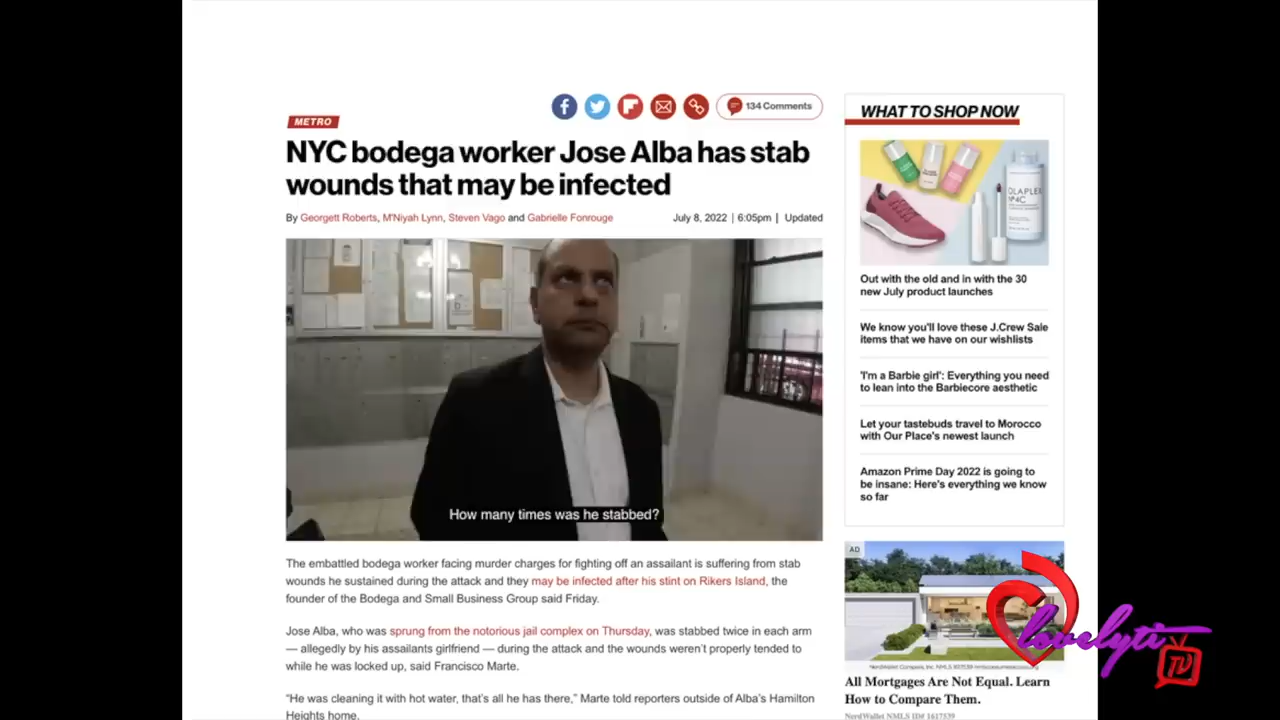 134 Comments
METRO
NYC bodega worker Jose Alba has stab
wounds that may be infected
By Georgett Roberts, M'Niyah Lynn, Steven Vago and Gabrielle Fonrouge
July 8, 2022 | 6:05pm | Updated
How many times was he stabbed?
The embattled bodega worker facing murder charges for fighting off an assailant is suffering from stab
wounds he sustained during the attack and they may be infected after his stint on Rikers Island, the
founder of the Bodega and Small Business Group said Friday.
Jose Alba, who was sprung from the notorious jail complex on Thursday, was stabbed twice in each arm
— allegedly by his assailants girlfriend — during the attack and the wounds weren't properly tended to
while he was locked up, said Francisco Marte.
“He was cleaning it with hot water, that's all he has there,” Marte told reporters outside of Alba's Hamilton
Heights home.
WHAT TO SHOP NOW
OLAPLEX
Nº4C
Out with the old and in with the 30
new July product launches
We know you'll love these J.Crew Sale
items that we have on our wishlists
'I'm a Barbie girl': Everything you need
to lean into the Barbiecore aesthetic
Let your tastebuds travel to Morocco
with Our Place's newest launch
Amazon Prime Day 2022 is going to
be insane: Here's everything we know
so far
AD
All Mortgages Are Not Equal. Learn
How to Compare Them.
NerdWallet NMLS ID# 1617539
lovelyti
TV